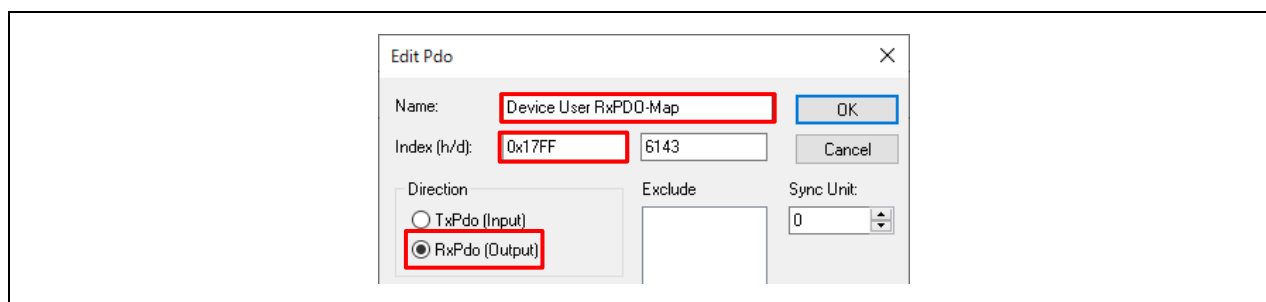 Edit Pdo
Name: Device User RxPDO-Map OK
Index (h/d): 0x17FF 6143 Cancel
Direction Exclude Sync Unit:
TxPdo (Input) 0
RxPdo (Output)